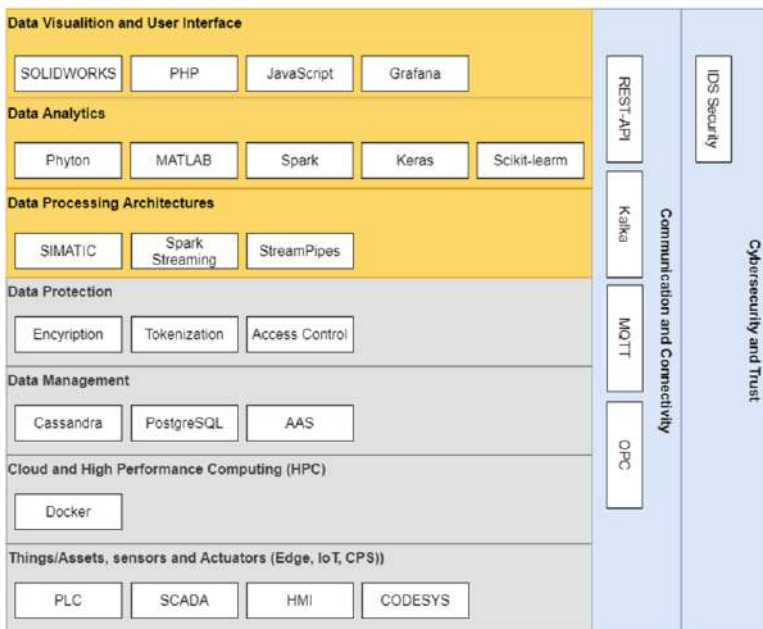 Data Visualition and User Interface
SOLIDWORKS
PHP
JavaScript
Grafana
Data Analytics
Phyton
MATLAB
Spark
Keras
Scikit-learm
Data Processing Architectures
SIMATIC
Spark
Streaming
StreamPipes
Data Protection
Encyription
Tokenization
Access Control
Data Management
Cassandra
PostgreSQL
AAS
Cloud and High Performance Computing (HPC)
Docker
Things/Assets, sensors and Actuators (Edge, IoT, CPS))
PLC
SCADA
HMI
CODESYS
REST-API
Kafka
MQTT
OPC
Communication and Connectivity
IDS Security
Cybersecurity and Trust